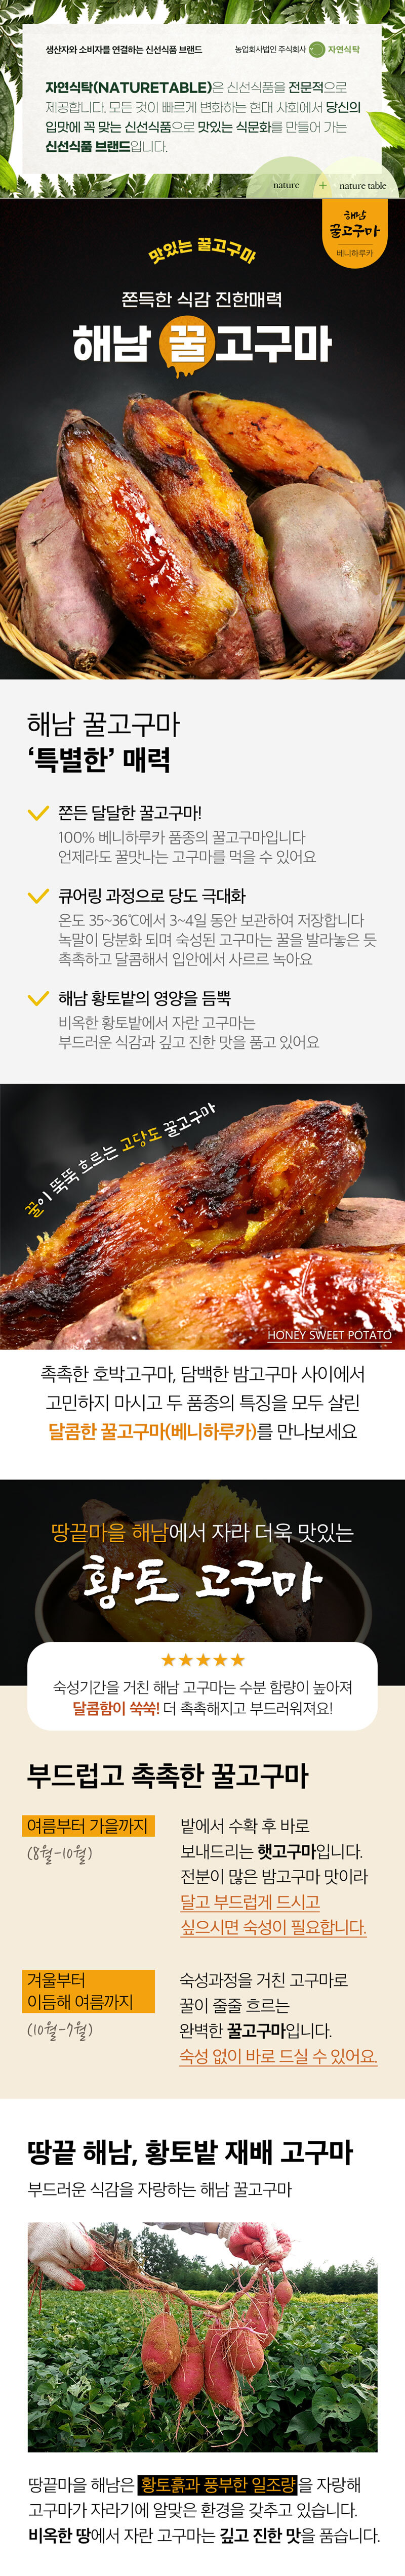 생산자와 소비자를 연결하는 신선식품 브랜드
농업회사법인 주식회사 자연식탁
자연식탁(NATURETABLE)은 신선식품을 전문적으로
제공합니다. 모든 것이 빠르게 변화하는 현대 사회에서 당신의
입맛에 꼭 맞는 신선식품으로 맛있는 식문화를 만들어 가는
신선식품 브랜드입니다.
nature + nature table
해남
꿀고구마
베니하루카
맛있는 꿀고구마
쫀득한 식감 진한매력
해남 꿀고구마
해남 꿀고구마
‘특별한’ 매력
쫀든 달달한 꿀고구마!
100% 베니하루카 품종의 꿀고구마입니다
언제라도 꿀맛나는 고구마를 먹을 수 있어요
큐어링 과정으로 당도 극대화
온도 35~36℃에서 3~4일 동안 보관하여 저장합니다
녹말이 당분화 되며 숙성된 고구마는 꿀을 발라놓은 듯
촉촉하고 달콤해서 입안에서 사르르 녹아요
해남 황토밭의 영양을 듬뿍
비옥한 황토밭에서 자란 고구마는
부드러운 식감과 깊고 진한 맛을 품고 있어요
꿀이 뚝뚝 흐르는 고당도 꿀고구마
HONEY SWEET POTATO
촉촉한 호박고구마, 담백한 밤고구마 사이에서
고민하지 마시고 두 품종의 특징을 모두 살린
달콤한 꿀고구마(베니하루카)를 만나보세요
땅끝마을 해남에서 자라 더욱 맛있는
황토 고구마
★★★★★
숙성기간을 거친 해남 고구마는 수분 함량이 높아져
달콤함이 쑥쑥! 더 촉촉해지고 부드러워져요!
부드럽고 촉촉한 꿀고구마
여름부터 가을까지
(8월-10월)
밭에서 수확 후 바로
보내드리는 햇고구마입니다.
전분이 많은 밤고구마 맛이라
달고 부드럽게 드시고
싶으시면 숙성이 필요합니다.
겨울부터
이듬해 여름까지
(10월-7월)
숙성과정을 거친 고구마로
꿀이 줄줄 흐르는
완벽한 꿀고구마입니다.
숙성 없이 바로 드실 수 있어요.
땅끝 해남, 황토밭 재배 고구마
부드러운 식감을 자랑하는 해남 꿀고구마
땅끝마을 해남은 황토흙과 풍부한 일조량을 자랑해
고구마가 자라기에 알맞은 환경을 갖추고 있습니다.
비옥한 땅에서 자란 고구마는 깊고 진한 맛을 품습니다.